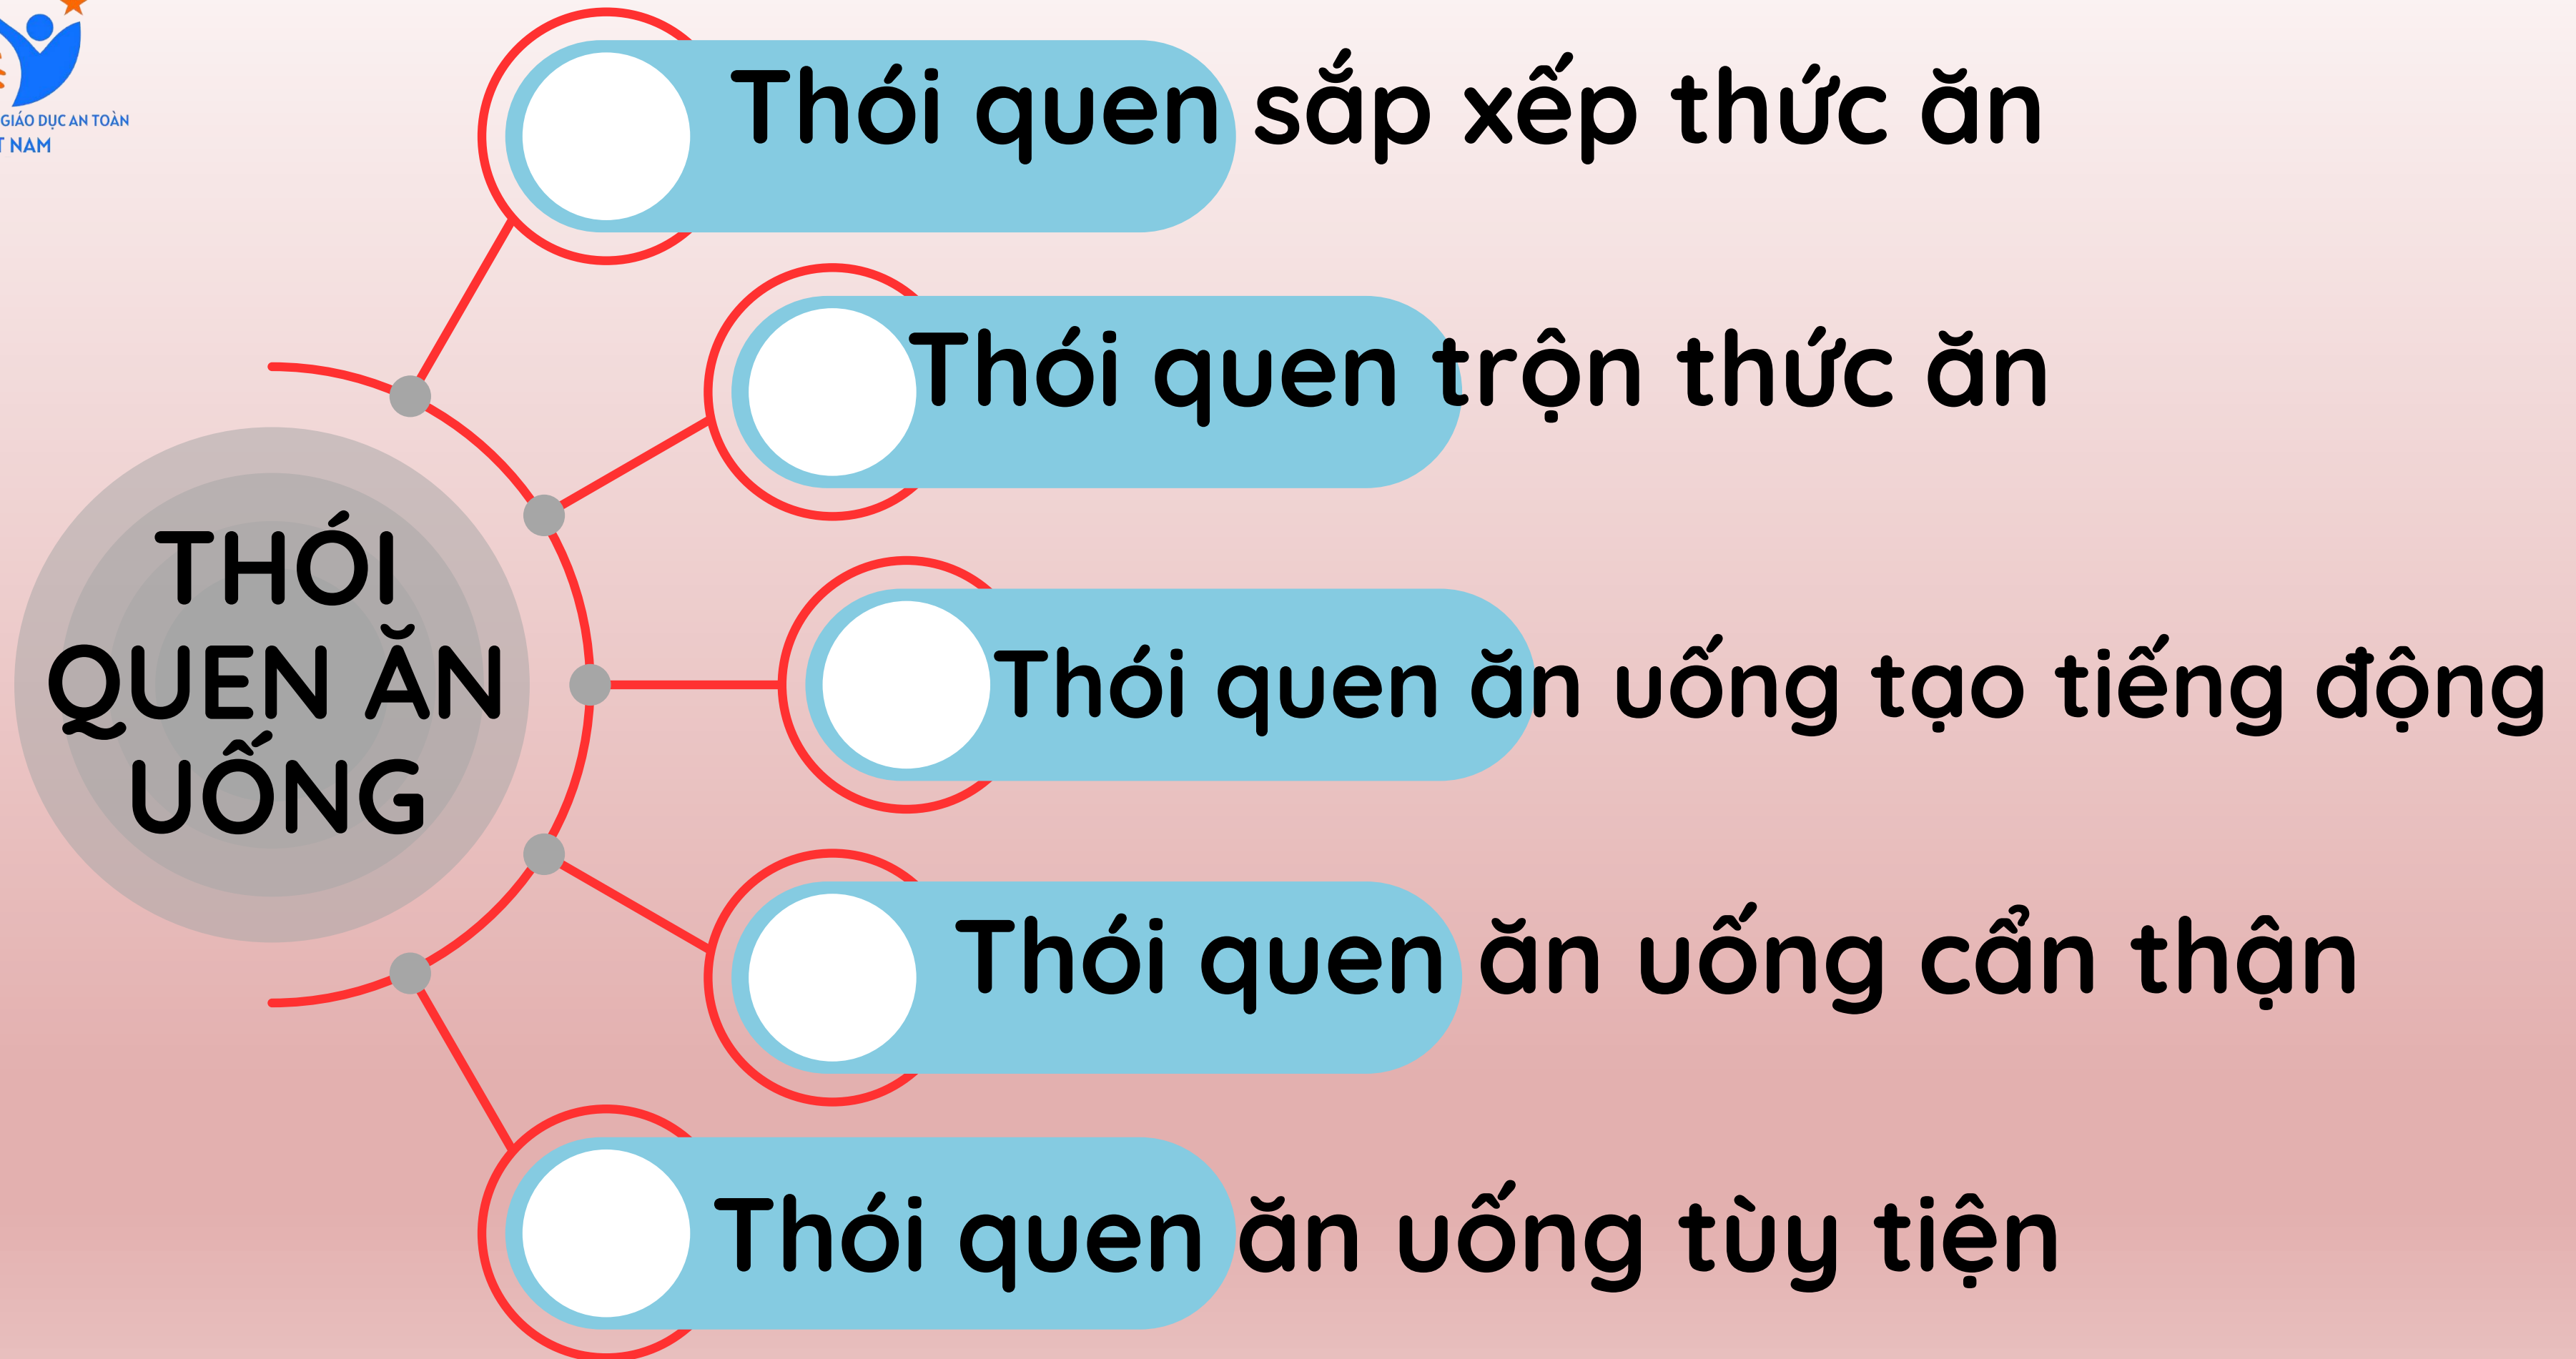 GIÁO DỤC AN TOÀN
NAM
Thói quen sắp xếp thức ăn
Thói quen trộn thức ăn
THÓI
QUEN ĂN
UỐNG
Thói quen ăn uống tạo tiếng động
Thói quen ăn uống cẩn thận
Thói quen ăn uống tùy tiện